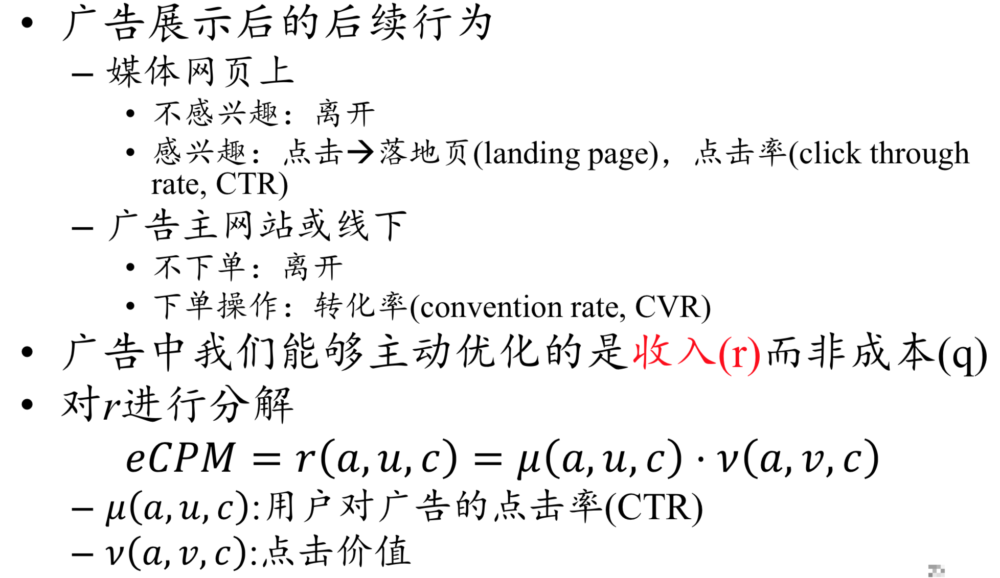 • 广告展示后的后续行为
– 媒体网页上
• 不感兴趣：离开
• 感兴趣：点击→落地页(landing page)，点击率(click through
rate, CTR)
– 广告主网站或线下
• 不下单：离开
• 下单操作：转化率(convention rate, CVR)
• 广告中我们能够主动优化的是收入(r)而非成本(q)
• 对r进行分解
eCPM = r(a, u, c) = μ(a, u, c) · ν(a, v, c)
– μ(a, u, c):用户对广告的点击率(CTR)
– ν(a, v, c):点击价值